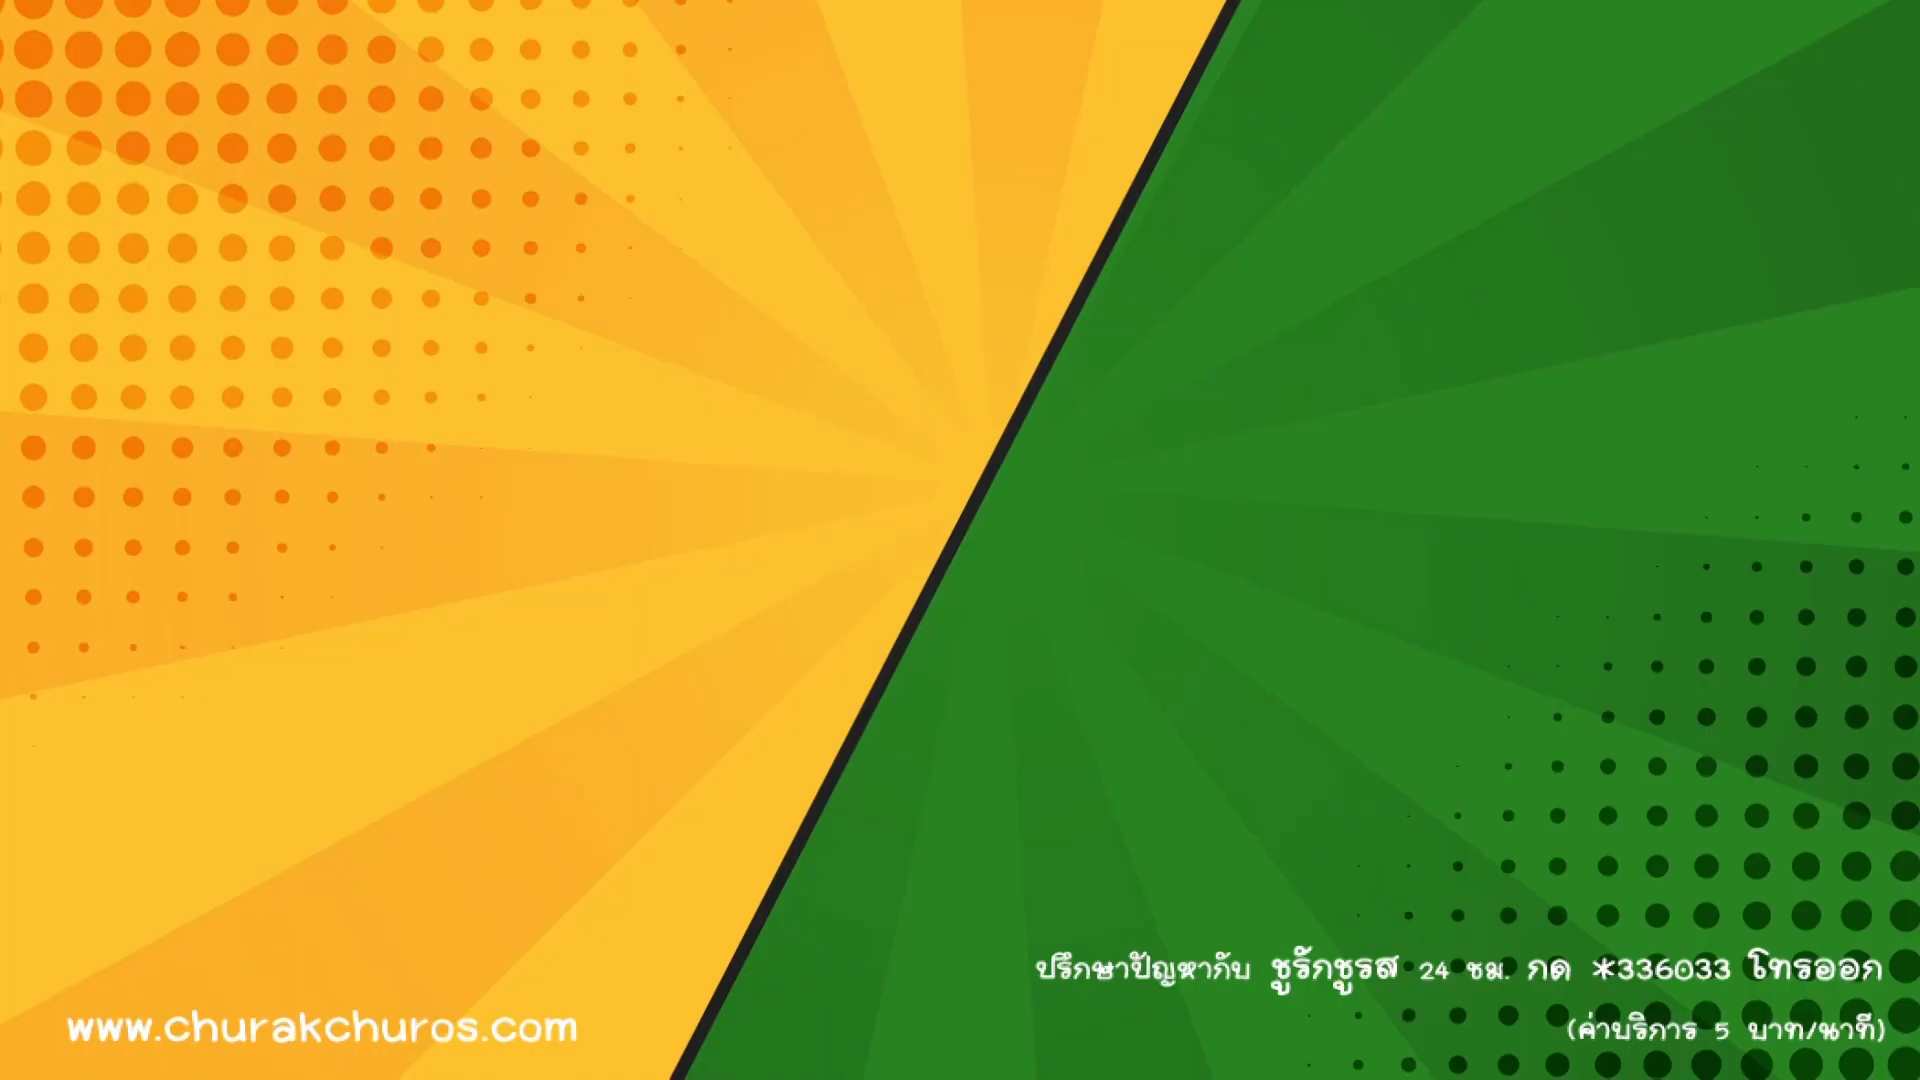 ปรึกษาปัญหากับ ชูรักชูรส 24 ชม. กด *336033 โทรออก
(ค่าบริการ 5 บาท/นาที)
www.churakchuros.com